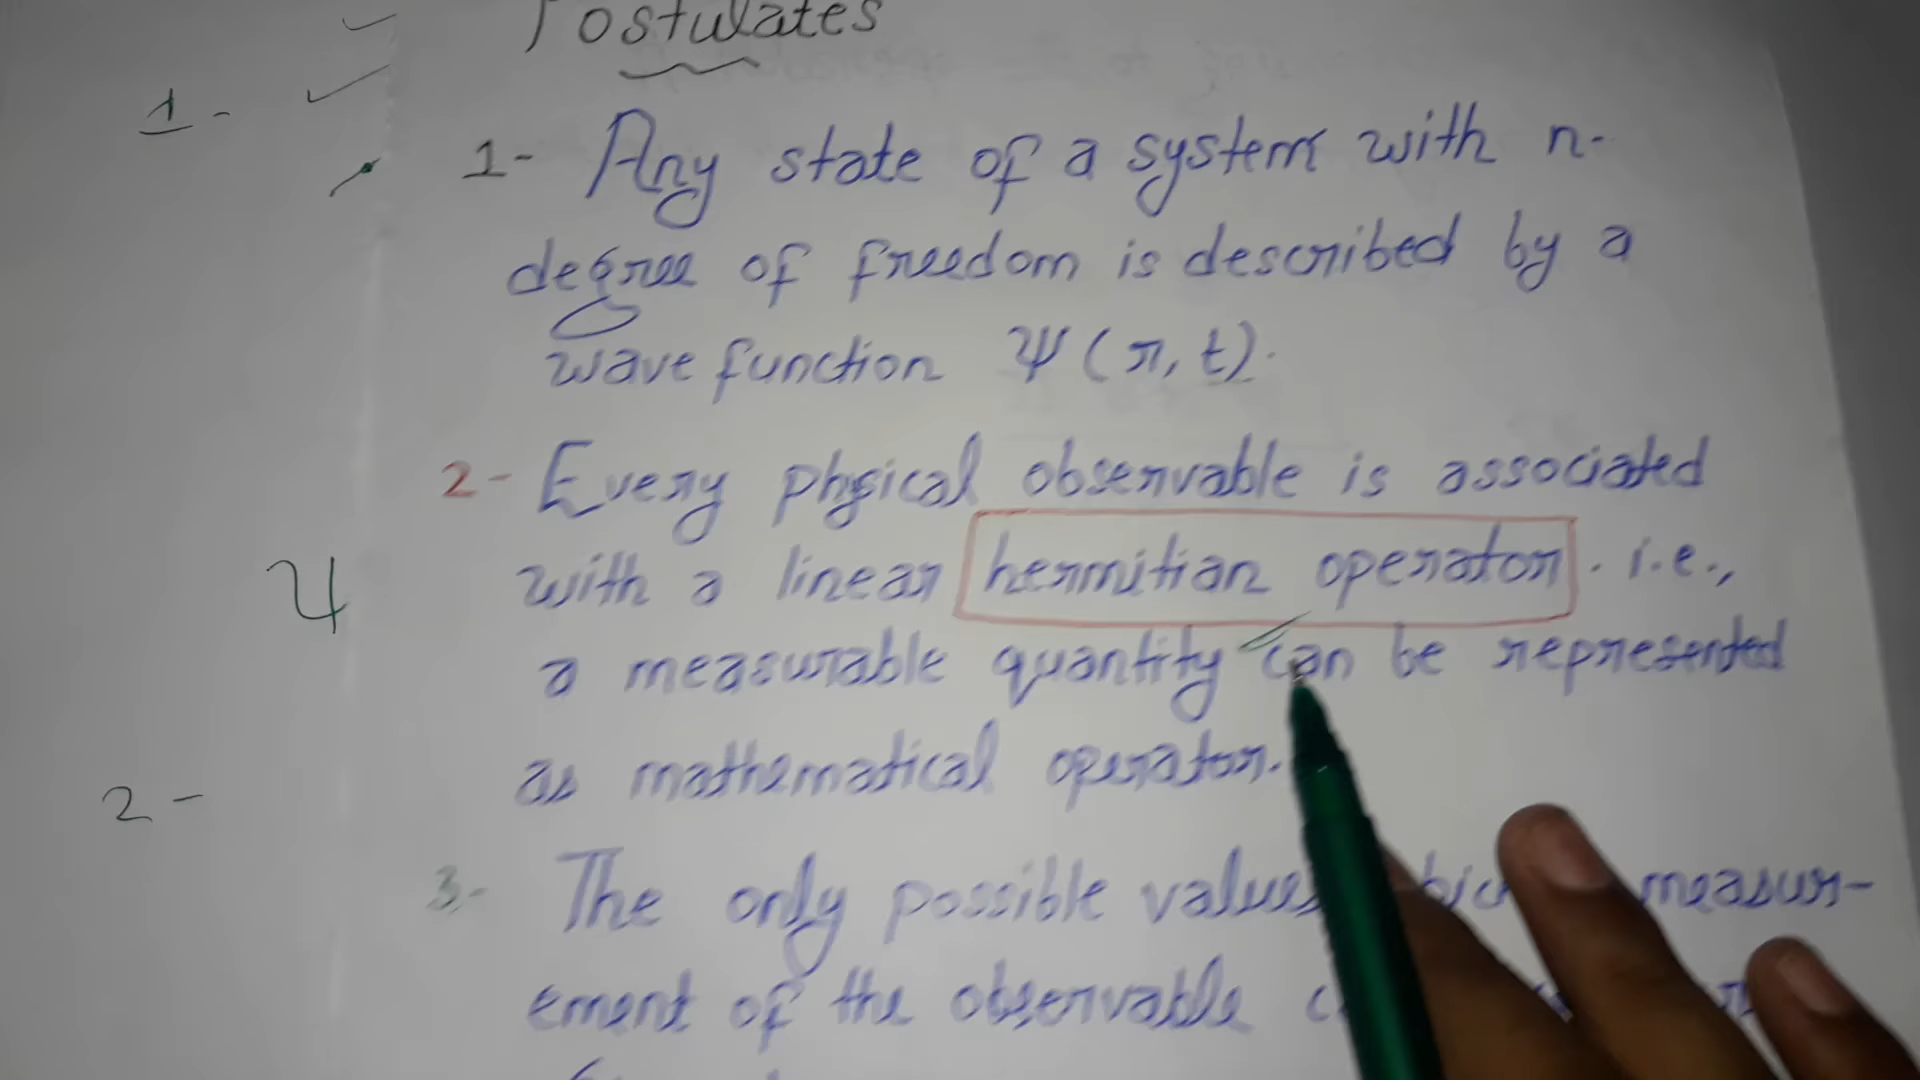 Postulates
1-
1- Any state of a system with n-
degree of freedom is described by a
wave function Ψ(r, t).
2- Every phsical observable is associated
with a linear hermitian operator. i.e.,
Ψ
a measurable quantity can be represented
as mathematical operator.
2-
3- The only possible values measur-
ement of the observable